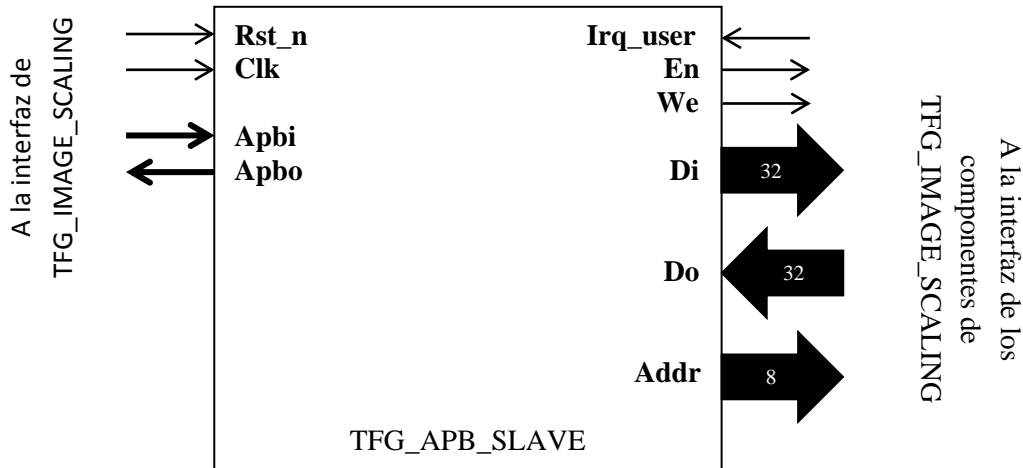 A la interfaz de
TFG_IMAGE_SCALING
Rst_n
Clk
Apbi
Apbo
Irq_user
En
We
Di
32
Do
32
Addr
8
TFG_APB_SLAVE
A la interfaz de los
componentes de
TFG_IMAGE_SCALING